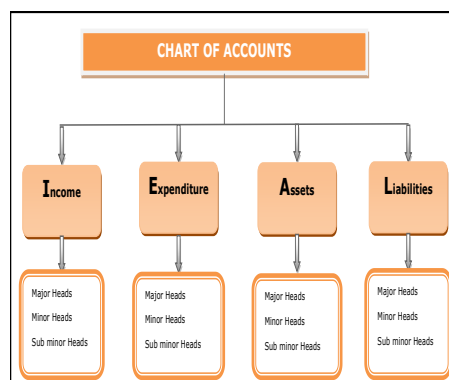 CHART OF ACCOUNTS
Income
Expenditure
Assets
Liabilities
Major Heads
Minor Heads
Sub minor Heads
Major Heads
Minor Heads
Sub minor Heads
Major Heads
Minor Heads
Sub minor Heads
Major Heads
Minor Heads
Sub minor Heads